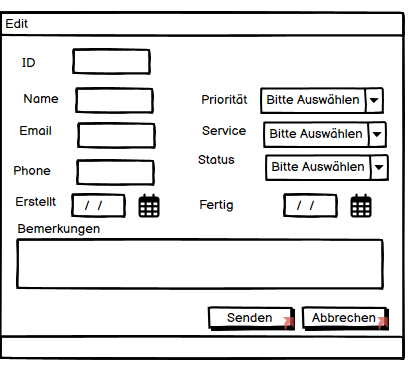 Edit
ID
Name
Priorität Bitte Auswählen
Email
Service Bitte Auswählen
Phone
Status Bitte Auswählen
Erstellt / /
Fertig / /
Bemerkungen
Senden Abbrechen